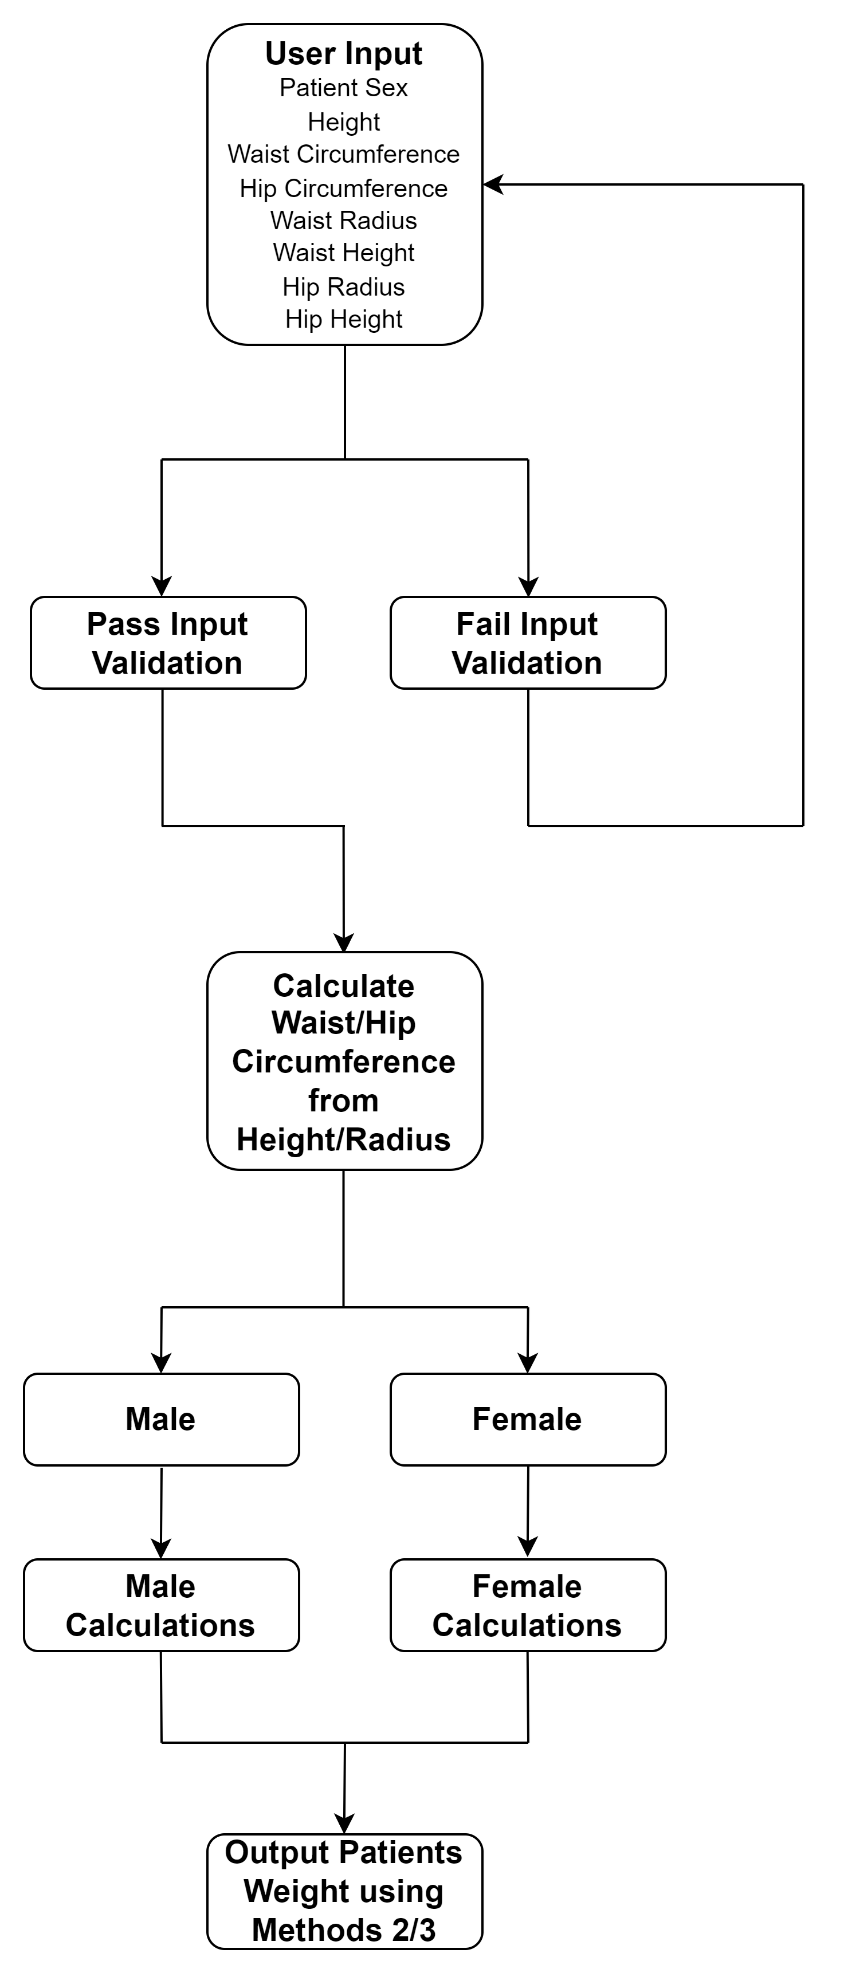 User Input
Patient Sex
Height
Waist Circumference
Hip Circumference
Waist Radius
Waist Height
Hip Radius
Hip Height
Pass Input
Validation
Fail Input
Validation
Calculate
Waist/Hip
Circumference
from
Height/Radius
Male
Female
Male
Calculations
Female
Calculations
Output Patients
Weight using
Methods 2/3